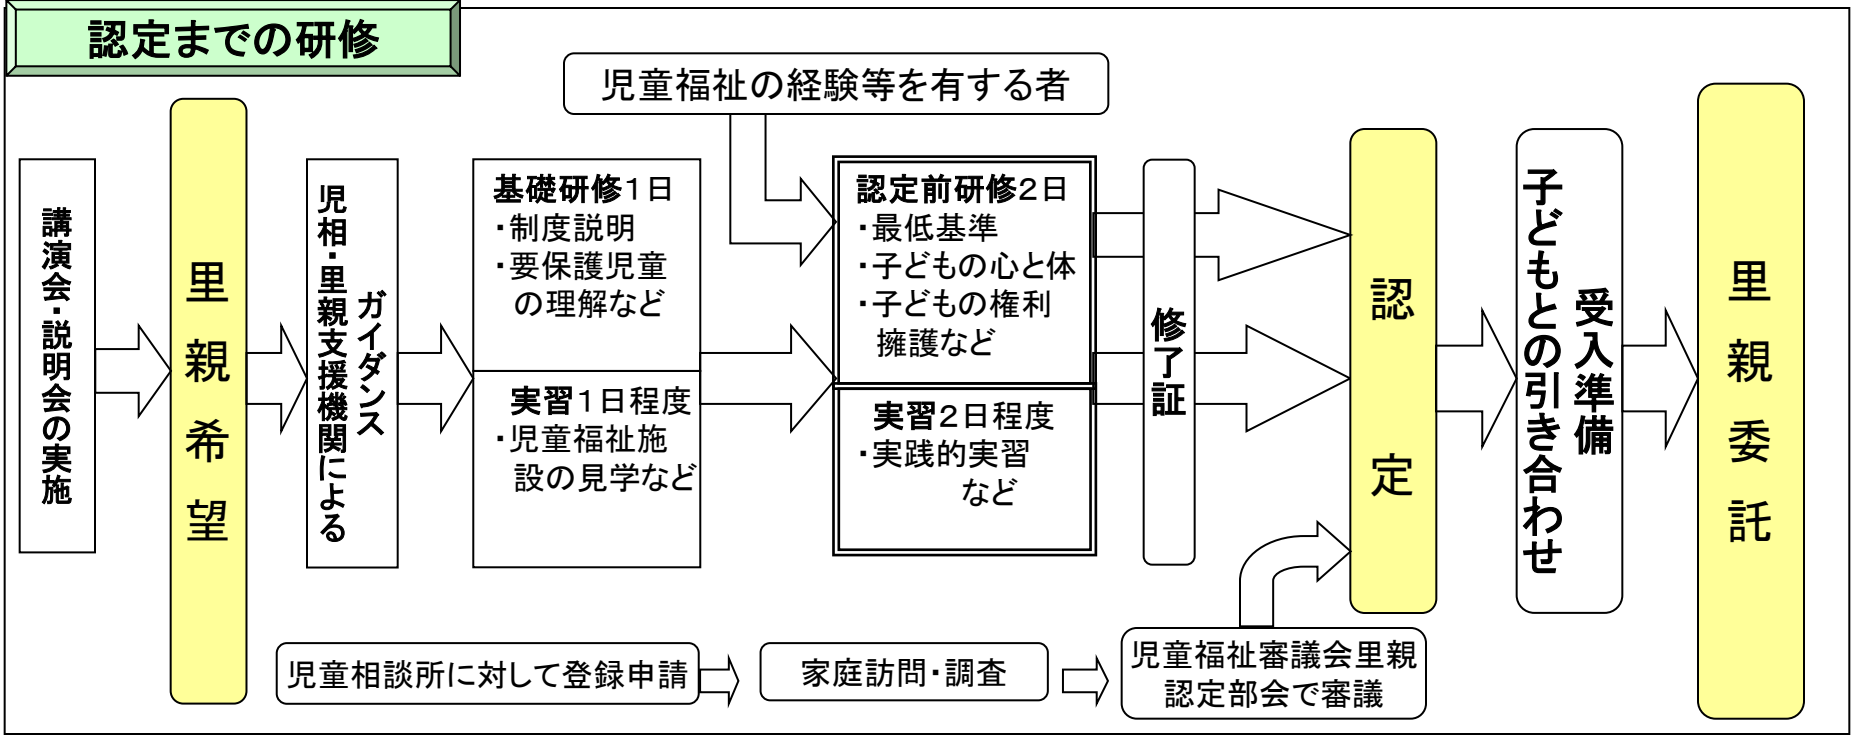 認定までの研修
児童福祉の経験等を有する者
講演会・説明会の実施
里親希望
児相・里親支援機関による
ガイダンス
基礎研修１日
・制度説明
・要保護児童
の理解など
実習１日程度
・児童福祉施
設の見学など
認定前研修２日
・最低基準
・子どもの心と体
・子どもの権利
擁護など
実習２日程度
・実践的実習
など
修了証
認定
子どもとの引き合わせ
受入準備
里親委託
児童相談所に対して登録申請
家庭訪問・調査
児童福祉審議会里親
認定部会で審議